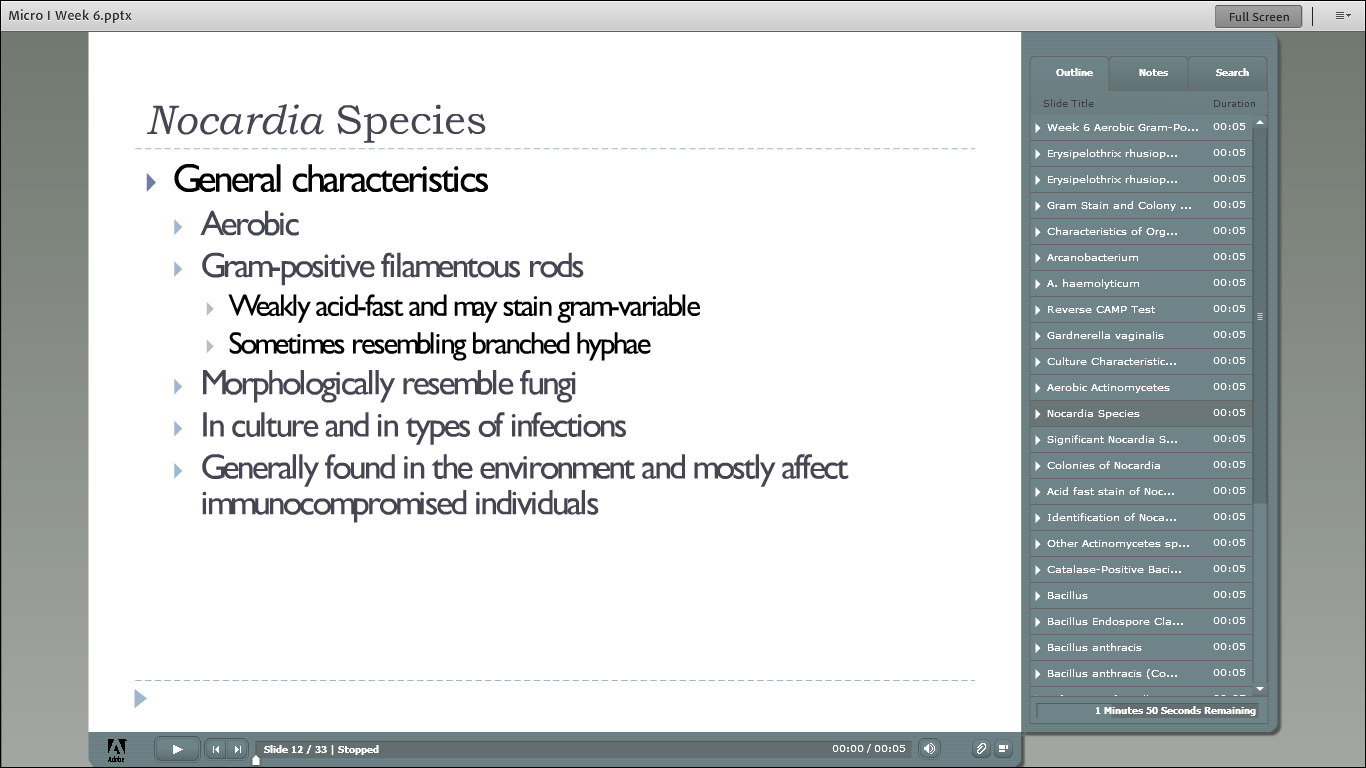 Micro I Week 6.pptx
Full Screen
Nocardia Species
General characteristics
Aerobic
Gram-positive filamentous rods
Weakly acid-fast and may stain gram-variable
Sometimes resembling branched hyphae
Morphologically resemble fungi
In culture and in types of infections
Generally found in the environment and mostly affect
immunocompromised individuals
Outline Notes Search
Slide Title Duration
Week 6 Aerobic Gram-Po... 00:05
Erysipelothrix rhusiop... 00:05
Erysipelothrix rhusiop... 00:05
Gram Stain and Colony ... 00:05
Characteristics of Org... 00:05
Arcanobacterium 00:05
A. haemolyticum 00:05
Reverse CAMP Test 00:05
Gardnerella vaginalis 00:05
Culture Characteristic... 00:05
Aerobic Actinomycetes 00:05
Nocardia Species 00:05
Significant Nocardia S... 00:05
Colonies of Nocardia 00:05
Acid fast stain of Noc... 00:05
Identification of Noca... 00:05
Other Actinomycetes sp... 00:05
Catalase-Positive Baci... 00:05
Bacillus 00:05
Bacillus Endospore Cla... 00:05
Bacillus anthracis 00:05
Bacillus anthracis (Co... 00:05
1 Minutes 50 Seconds Remaining
Adobe
Slide 12 / 33 | Stopped
00:00 / 00:05